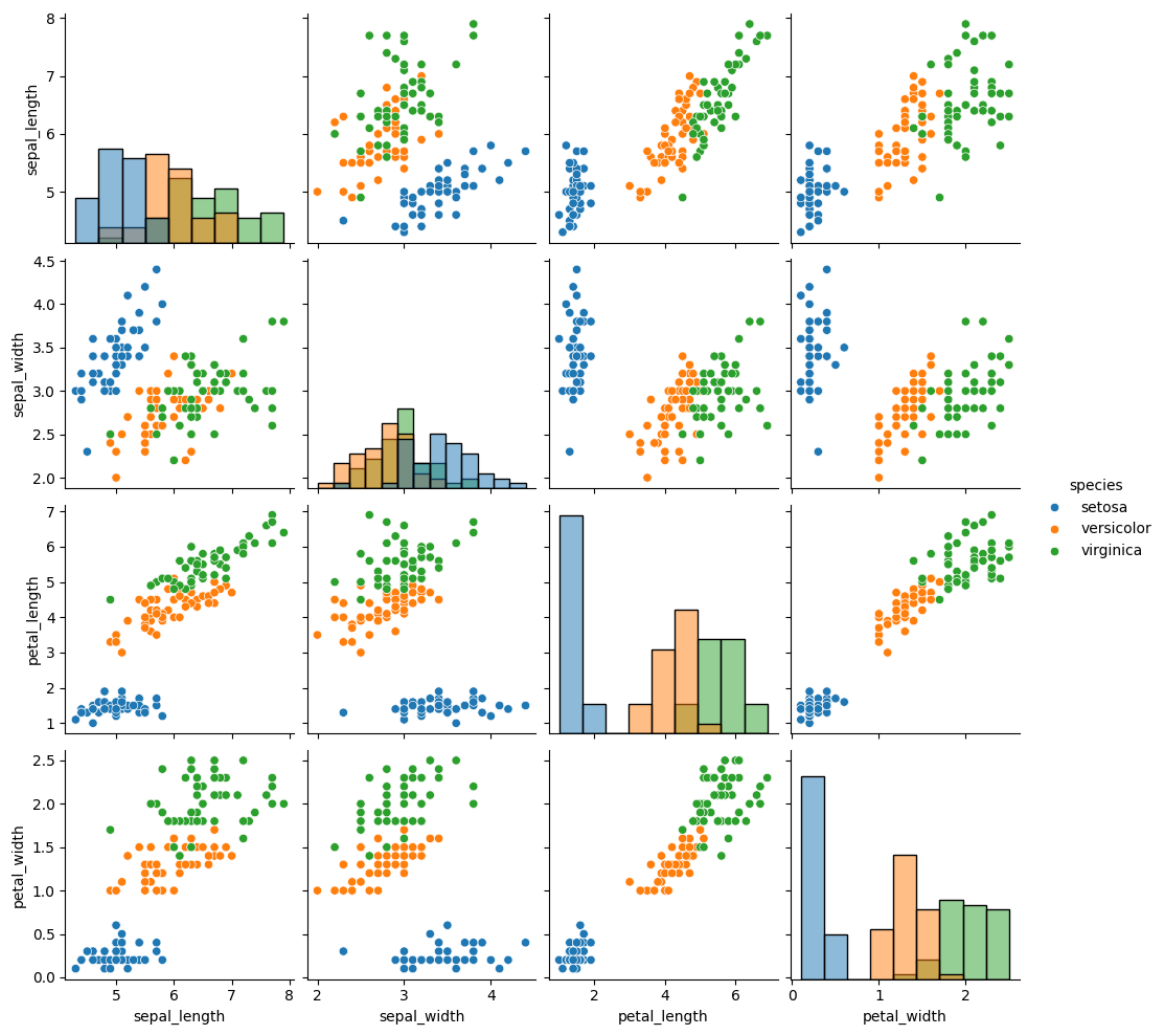 8
7
6
5
sepal_length
4.5
4.0
3.5
3.0
2.5
2.0
sepal_width
species
setosa
versicolor
virginica
7
6
5
4
3
2
1
petal_length
2.5
2.0
1.5
1.0
0.5
0.0
petal_width
5 6 7 8 2 3 4 2 4 6 0 1 2
sepal_length sepal_width petal_length petal_width